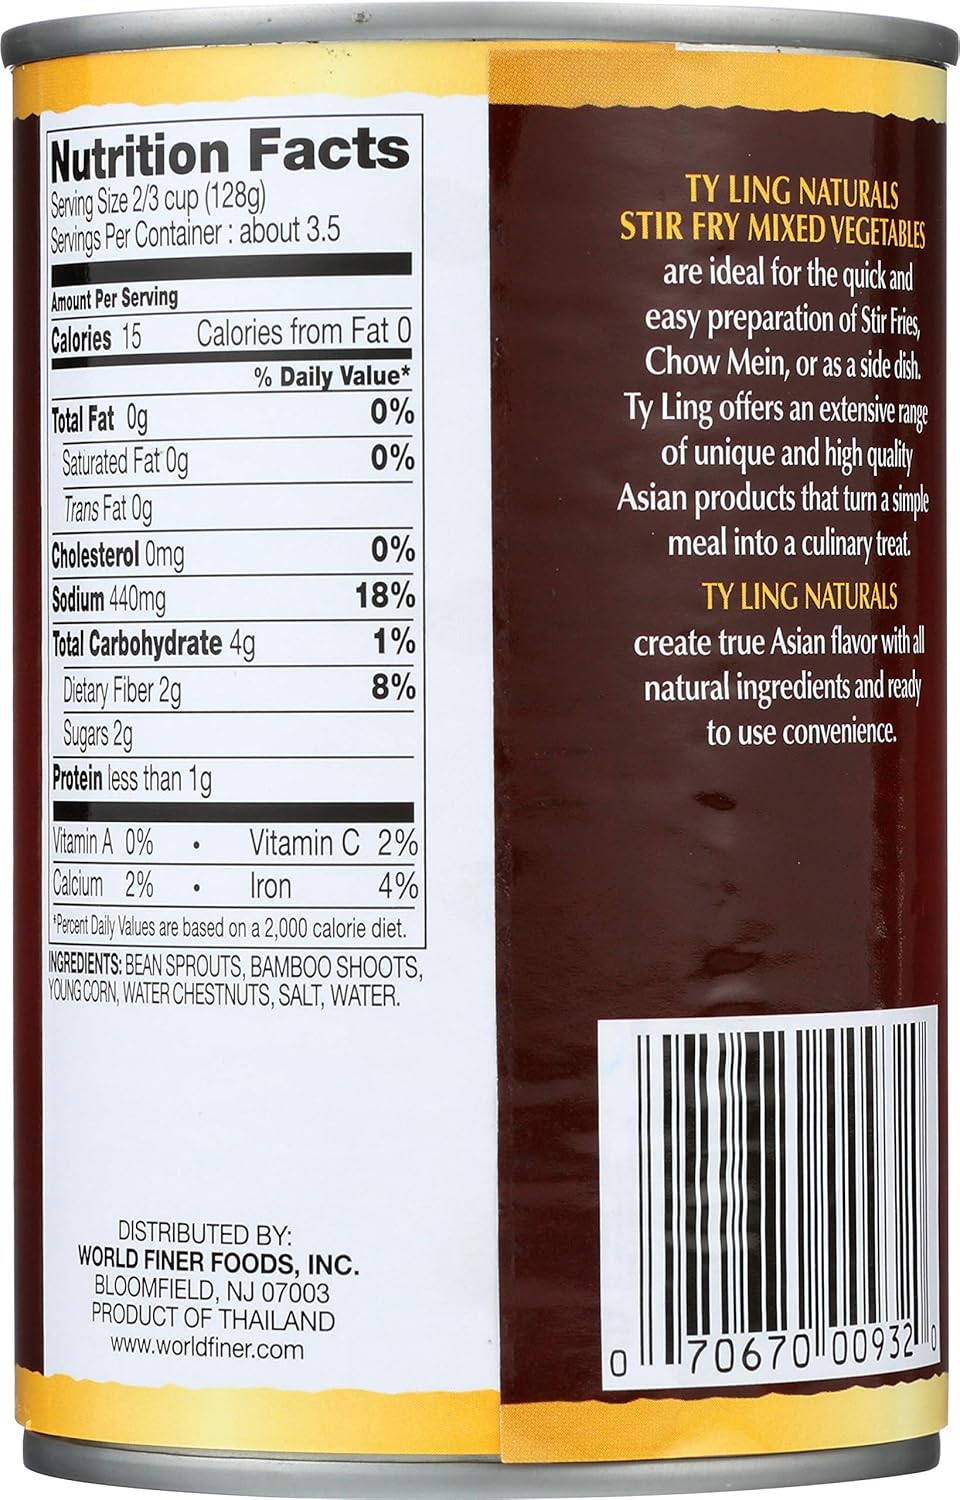 Nutrition Facts
Serving Size 2/3 cup (128g)
Servings Per Container : about 3.5
Amount Per Serving
Calories 15 Calories from Fat 0
% Daily Value*
Total Fat 0g 0%
Saturated Fat 0g 0%
Trans Fat 0g
Cholesterol 0mg 0%
Sodium 440mg 18%
Total Carbohydrate 4g 1%
Dietary Fiber 2g 8%
Sugars 2g
Protein less than 1g
Vitamin A 0% • Vitamin C 2%
Calcium 2% • Iron 4%
*Percent Daily Values are based on a 2,000 calorie diet.
INGREDIENTS: BEAN SPROUTS, BAMBOO SHOOTS,
YOUNG CORN, WATER CHESTNUTS, SALT, WATER.
DISTRIBUTED BY:
WORLD FINER FOODS, INC.
BLOOMFIELD, NJ 07003
PRODUCT OF THAILAND
www.worldfiner.com
TY LING NATURALS
STIR FRY MIXED VEGETABLES
are ideal for the quick and
easy preparation of Stir Fries,
Chow Mein, or as a side dish.
Ty Ling offers an extensive range
of unique and high quality
Asian products that turn a simple
meal into a culinary treat.
TY LING NATURALS
create true Asian flavor with all
natural ingredients and ready
to use convenience.
0 70670 00932 0